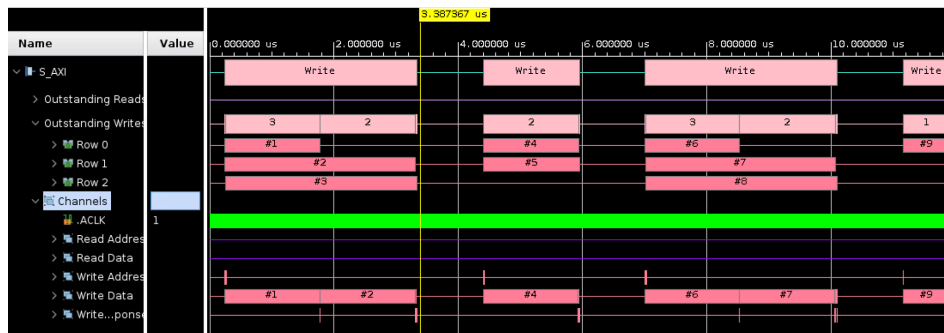 3.387367 us
Name Value 0.000000 us 2.000000 us 4.000000 us 6.000000 us 8.000000 us 10.000000 us
S_AXI Write Write Write Write
Outstanding Reads
Outstanding Writes 3 2 2 3 2 1
Row 0 #1 #4 #6 #9
Row 1 #2 #5 #7
Row 2 #3 #8
Channels
.ACLK 1
Read Addres
Read Data
Write Addres
Write Data #1 #2 #4 #6 #7 #9
Write...ponse